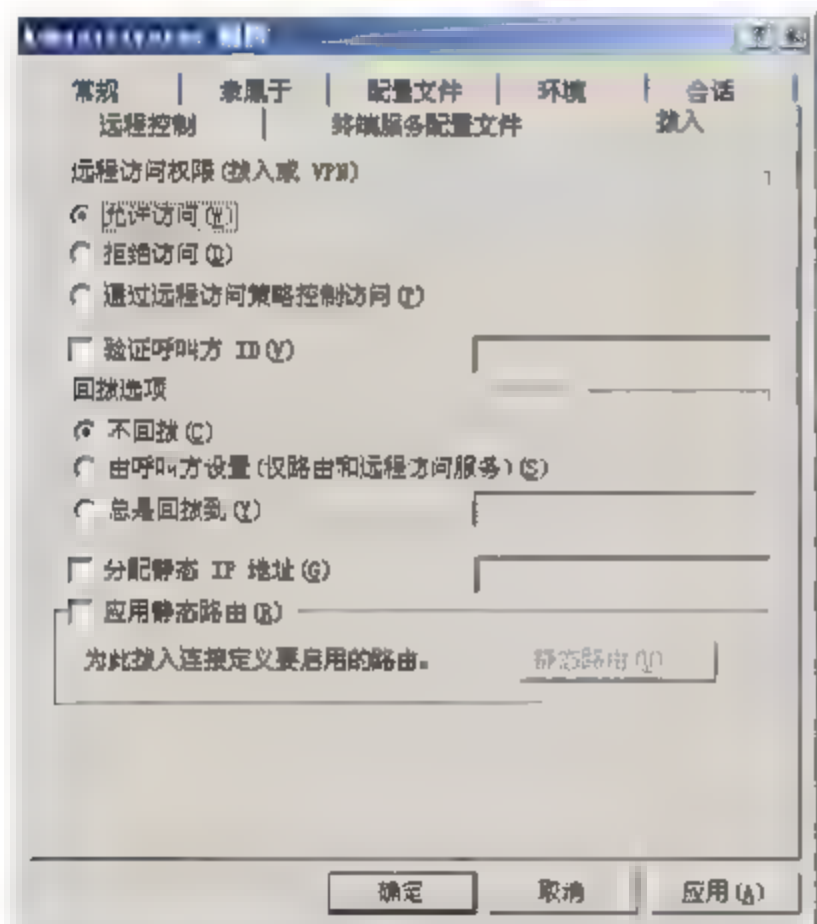 Administrator 属性
常规 隶属于 配置文件 环境 会话
远程控制 终端服务配置文件 拨入
远程访问权限(拨入或 VPN)
允许访问(W)
拒绝访问(D)
通过远程访问策略控制访问(P)
验证呼叫方 ID(V)
回拨选项
不回拨(C)
由呼叫方设置(仅路由和远程访问服务)(S)
总是回拨到(Y)
分配静态 IP 地址(G)
应用静态路由(R)
为此拨入连接定义要启用的路由。 静态路由(U)
确定 取消 应用(A)